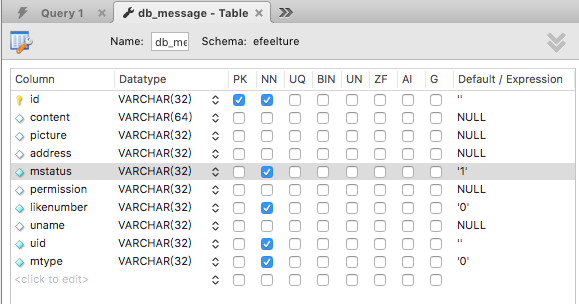 Query 1 db_message - Table
Name: db_me Schema: efeelture
Column Datatype PK NN UQ BIN UN ZF AI G Default / Expression
id VARCHAR(32) ''
content VARCHAR(64) NULL
picture VARCHAR(32) NULL
address VARCHAR(32) NULL
mstatus VARCHAR(32) '1'
permission VARCHAR(32) NULL
likenumber VARCHAR(32) '0'
uname VARCHAR(32) NULL
uid VARCHAR(32) ''
mtype VARCHAR(32) '0'
<click to edit>